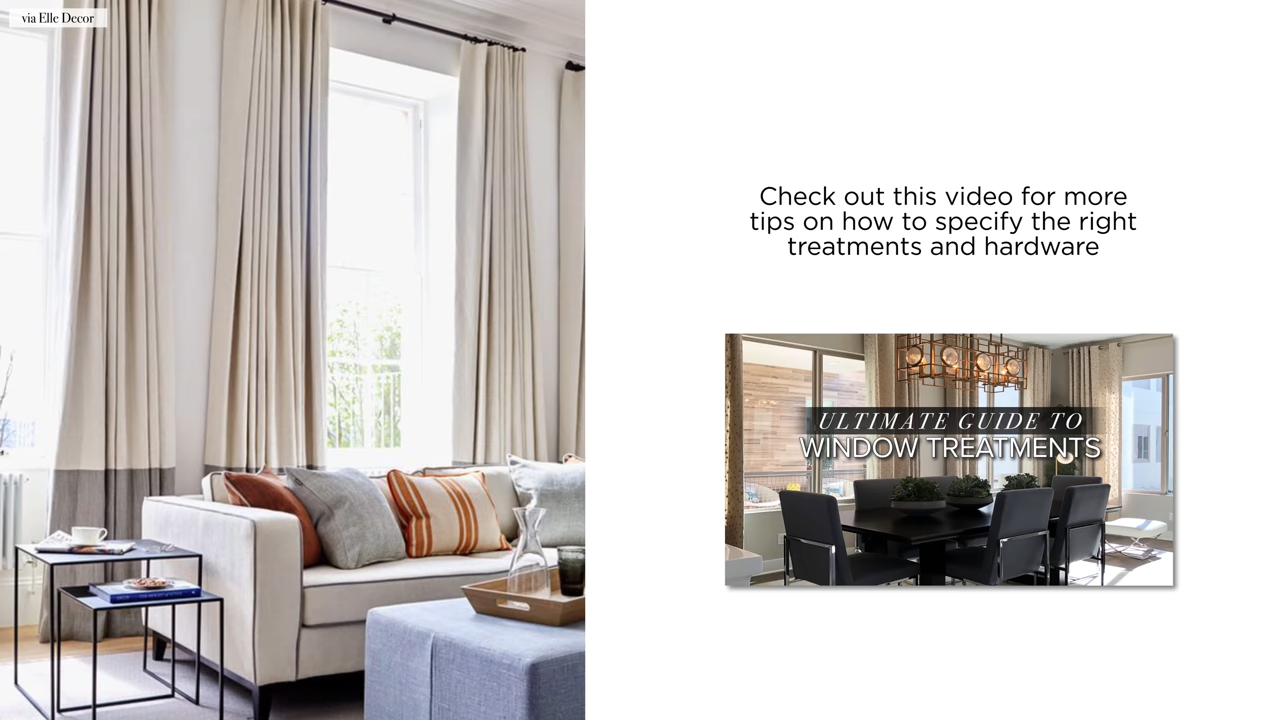 via Elle Decor
Check out this video for more
tips on how to specify the right
treatments and hardware
ULTIMATE GUIDE TO
WINDOW TREATMENTS